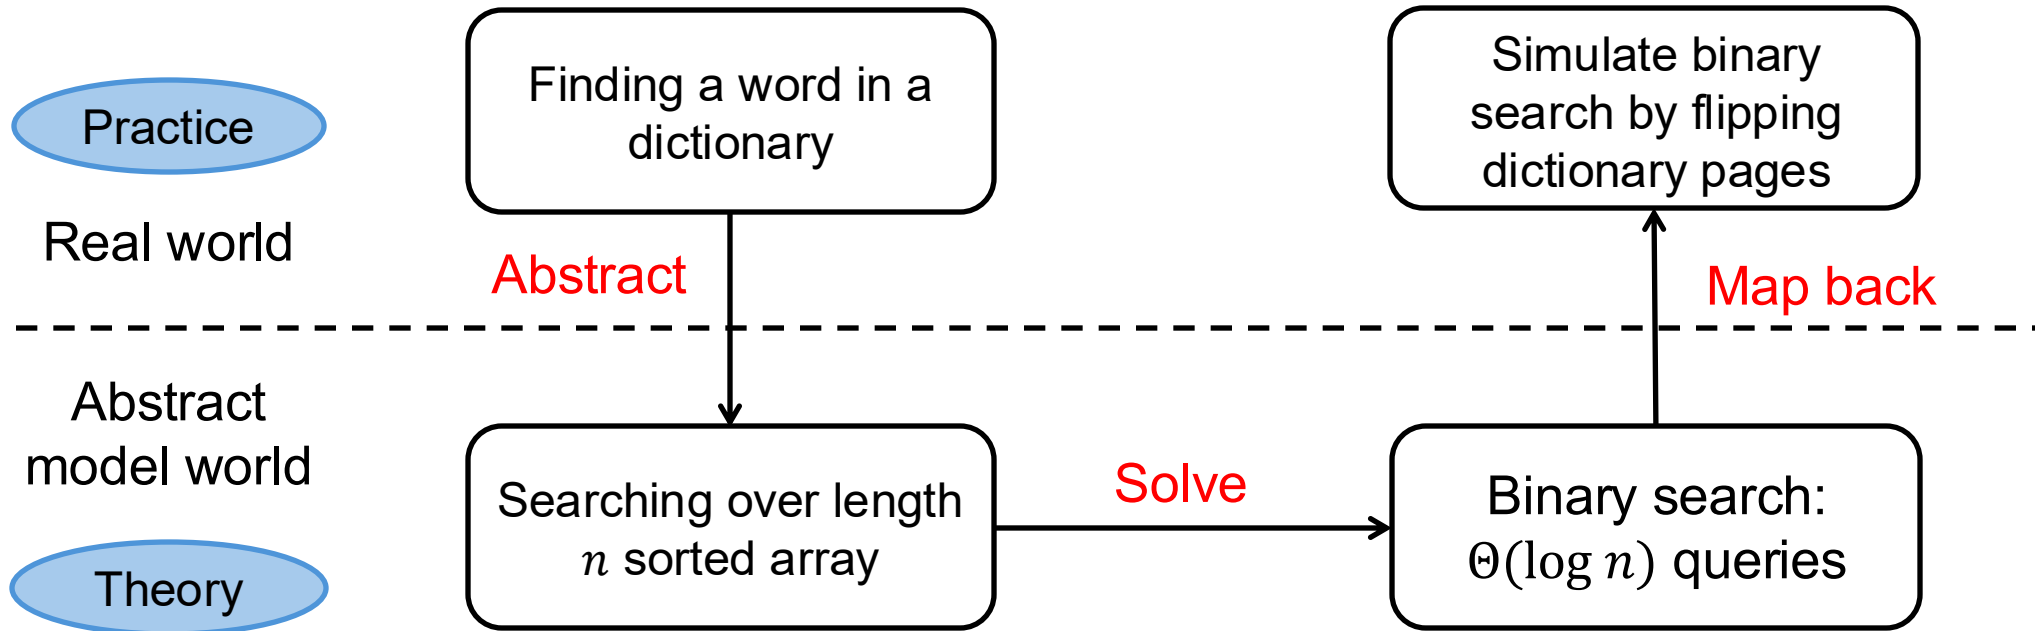 Practice
Real world
Finding a word in a
dictionary
Simulate binary
search by flipping
dictionary pages
Abstract
Map back
Abstract
model world
Theory
Searching over length
n sorted array
Solve
Binary search:
Θ(log n) queries